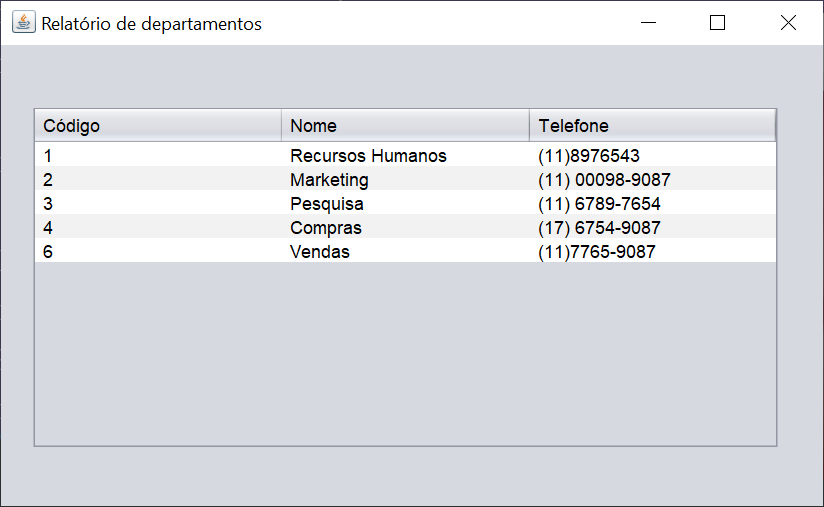 Relatório de departamentos
Código Nome Telefone
1 Recursos Humanos (11)8976543
2 Marketing (11) 00098-9087
3 Pesquisa (11) 6789-7654
4 Compras (17) 6754-9087
6 Vendas (11)7765-9087